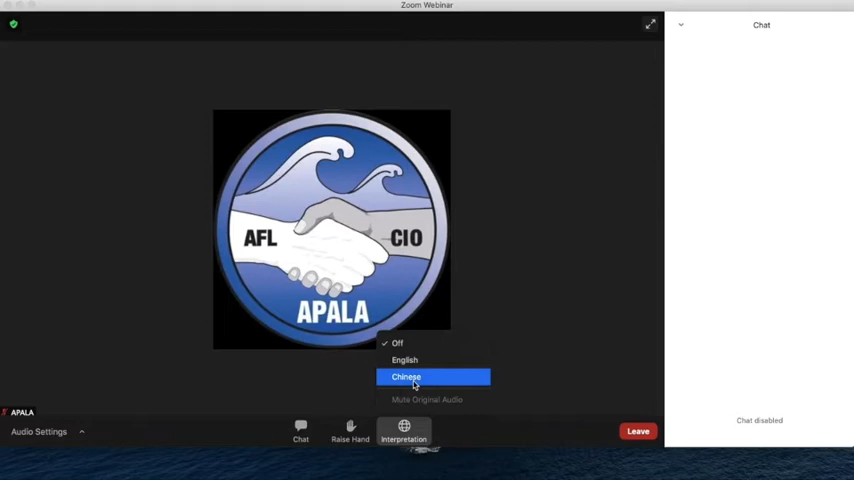 Zoom Webinar
Chat
AFL
CIO
APALA
Off
English
Chinese
Mute Original Audio
APALA
Audio Settings
Chat
Raise Hand
Interpretation
Leave
Chat disabled